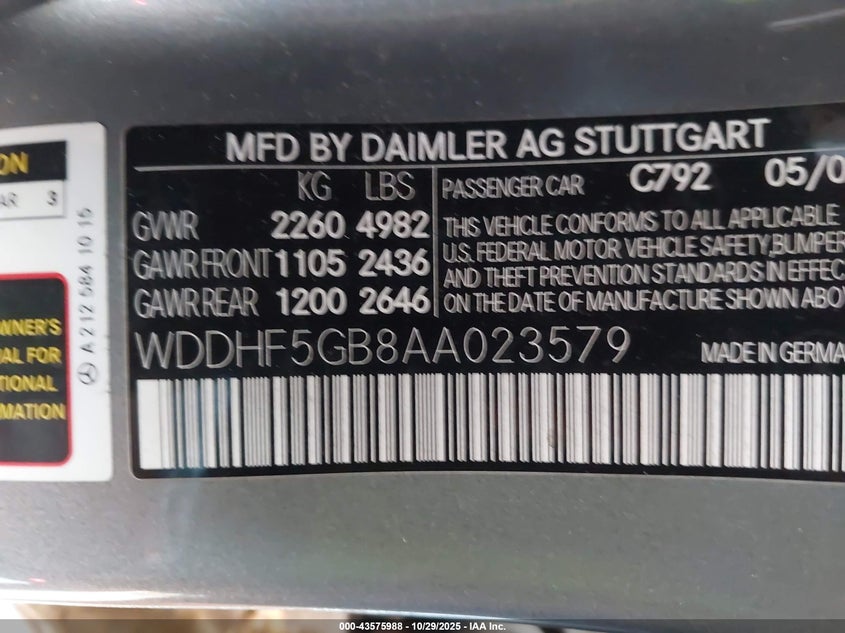 MFD BY DAIMLER AG STUTTGART
KG LBS
GVWR 2260 4982
GAWR FRONT 1105 2436
GAWR REAR 1200 2646
PASSENGER CAR C792 05/0
THIS VEHICLE CONFORMS TO ALL APPLICABLE
U.S. FEDERAL MOTOR VEHICLE SAFETY, BUMPER
AND THEFT PREVENTION STANDARDS IN EFFEC
ON THE DATE OF MANUFACTURE SHOWN ABO
WDDHF5GB8AA023579
MADE IN GERMA
ON
AR 3
A 212 584 10 15
WNER'S
AL FOR
TIONAL
RMATION
000-43575988 - 10/29/2025 - IAA Inc.